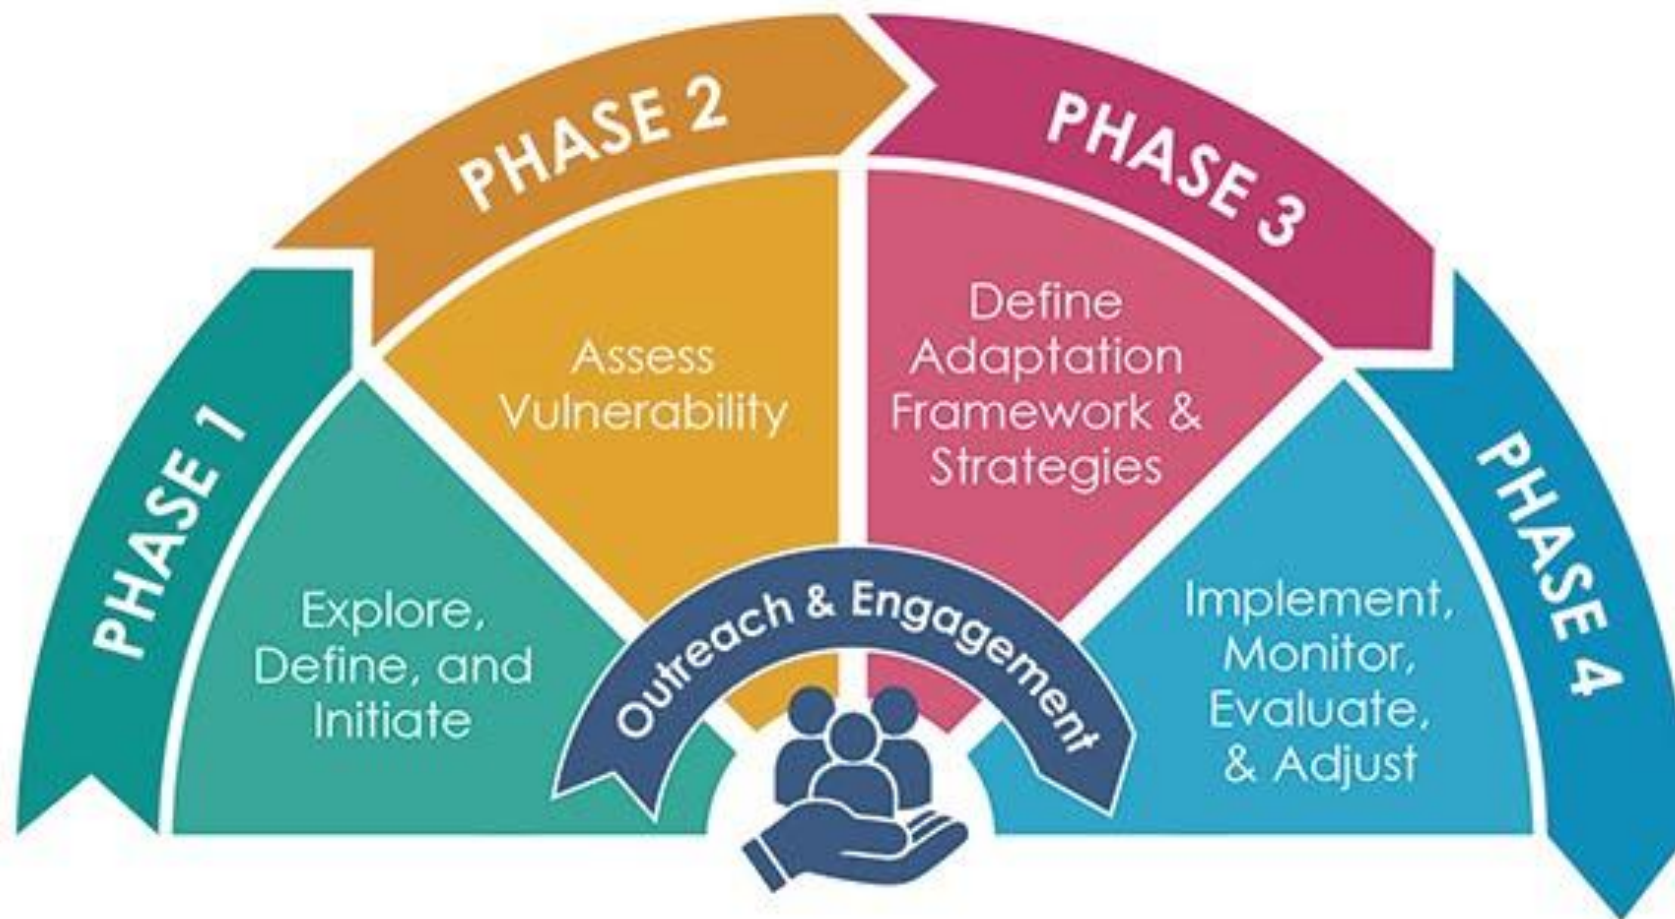 PHASE 1
Explore,
Define, and
Initiate
PHASE 2
Assess
Vulnerability
PHASE 3
Define
Adaptation
Framework &
Strategies
PHASE 4
Implement,
Monitor,
Evaluate,
& Adjust
Outreach & Engagement